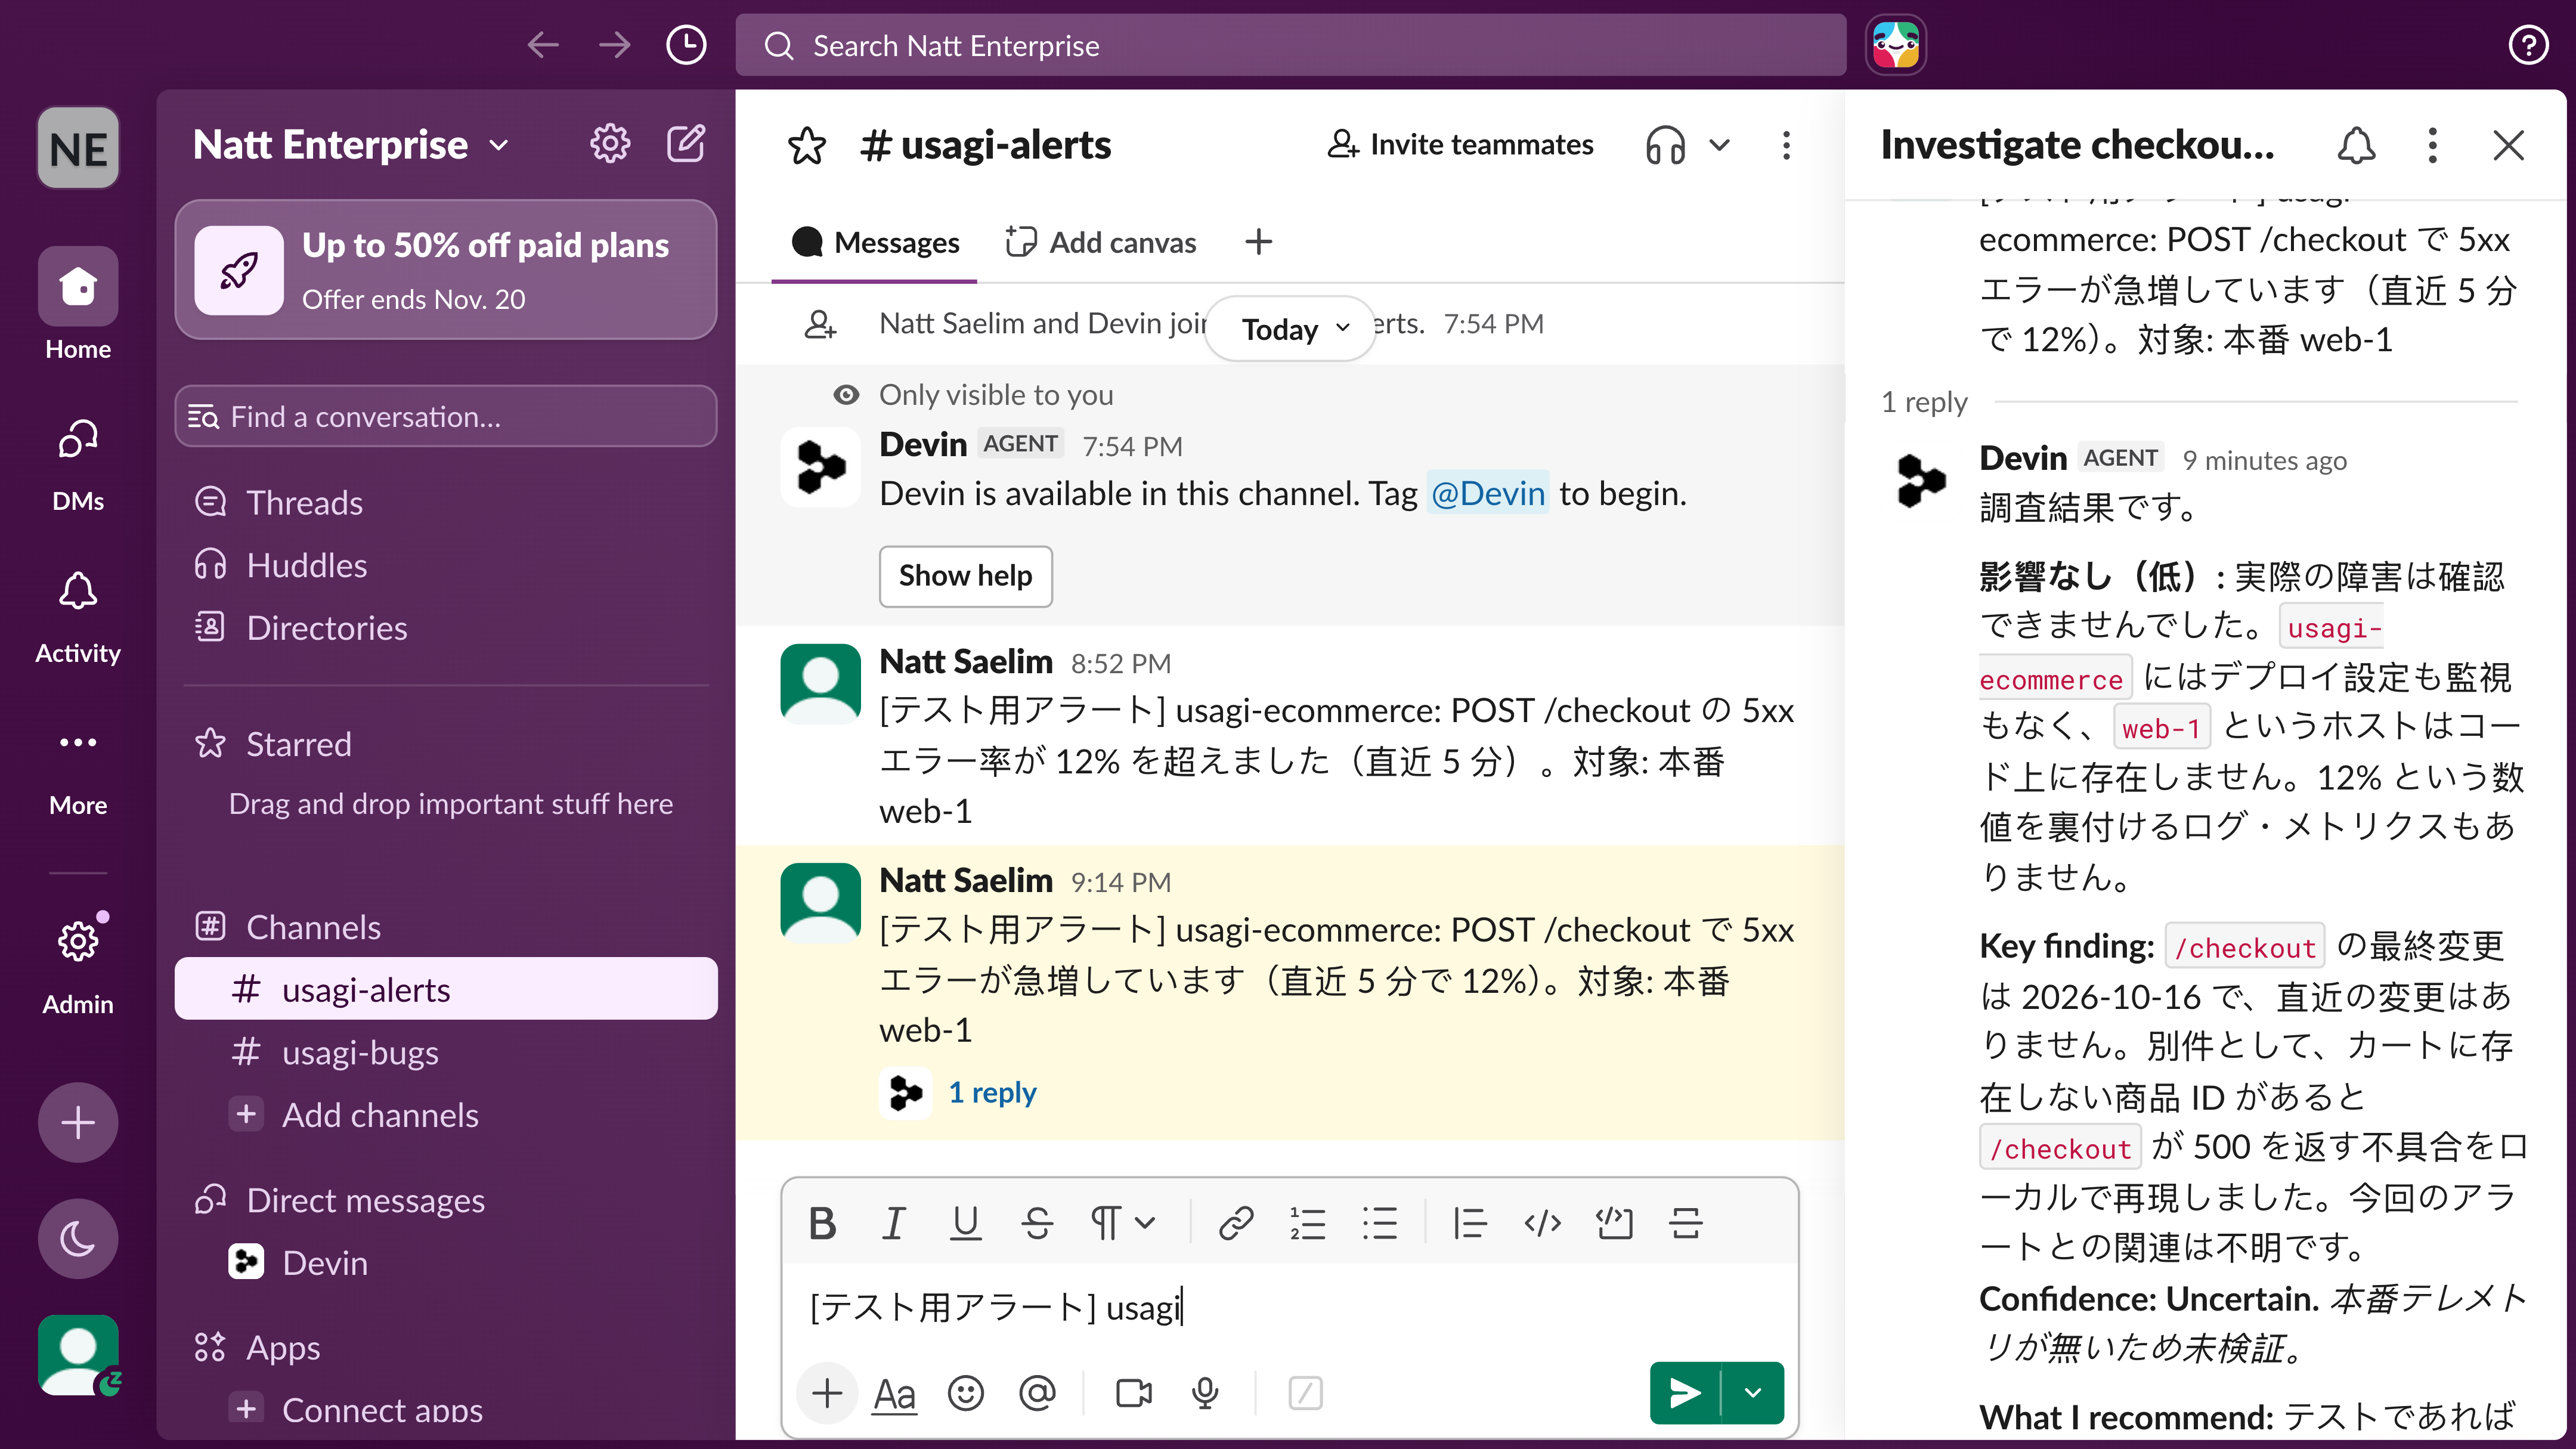 Search Natt Enterprise
NE
Home
DMs
Activity
More
Admin
Natt Enterprise
Up to 50% off paid plans
Offer ends Nov. 20
Find a conversation...
Threads
Huddles
Directories
Starred
Drag and drop important stuff here
Channels
# usagi-alerts
# usagi-bugs
+ Add channels
Direct messages
Devin
Apps
+ Connect apps
# usagi-alerts
Invite teammates
Messages
Add canvas
Natt Saelim and Devin join
Today
erts. 7:54 PM
Only visible to you
Devin AGENT 7:54 PM
Devin is available in this channel. Tag @Devin to begin.
Show help
Natt Saelim 8:52 PM
[テスト用アラート] usagi-ecommerce: POST /checkout の 5xx
エラー率が 12% を超えました（直近 5 分）。対象: 本番
web-1
Natt Saelim 9:14 PM
[テスト用アラート] usagi-ecommerce: POST /checkout で 5xx
エラーが急増しています（直近 5 分で 12%）。対象: 本番
web-1
1 reply
[テスト用アラート] usagi
Aa
Investigate checkou...
ecommerce: POST /checkout で 5xx
エラーが急増しています（直近 5 分
で 12%）。対象: 本番 web-1
1 reply
Devin AGENT 9 minutes ago
調査結果です。
影響なし（低）: 実際の障害は確認
できませんでした。usagi-
ecommerce にはデプロイ設定も監視
もなく、web-1 というホストはコー
ド上に存在しません。12% という数
値を裏付けるログ・メトリクスもあ
りません。
Key finding: /checkout の最終変更
は 2026-10-16 で、直近の変更はあ
りません。別件として、カートに存
在しない商品 ID があると
/checkout が 500 を返す不具合をロ
ーカルで再現しました。今回のアラ
ートとの関連は不明です。
Confidence: Uncertain. 本番テレメト
リが無いため未検証。
What I recommend: テストであれば